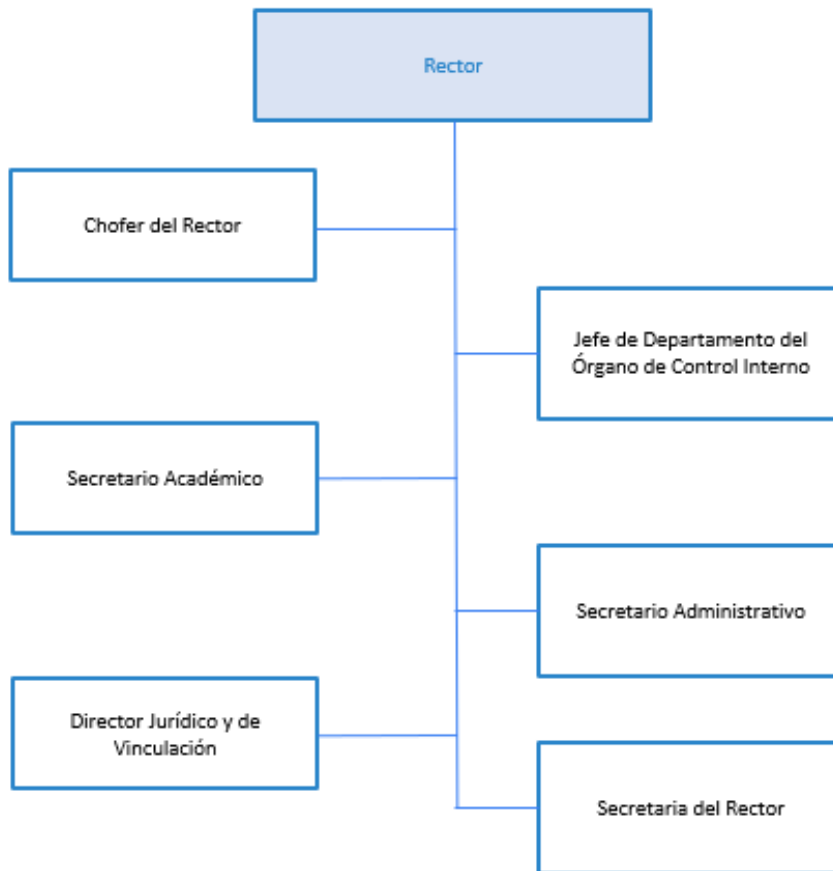 Rector
Chofer del Rector
Jefe de Departamento del
Órgano de Control Interno
Secretario Académico
Secretario Administrativo
Director Jurídico y de
Vinculación
Secretaria del Rector